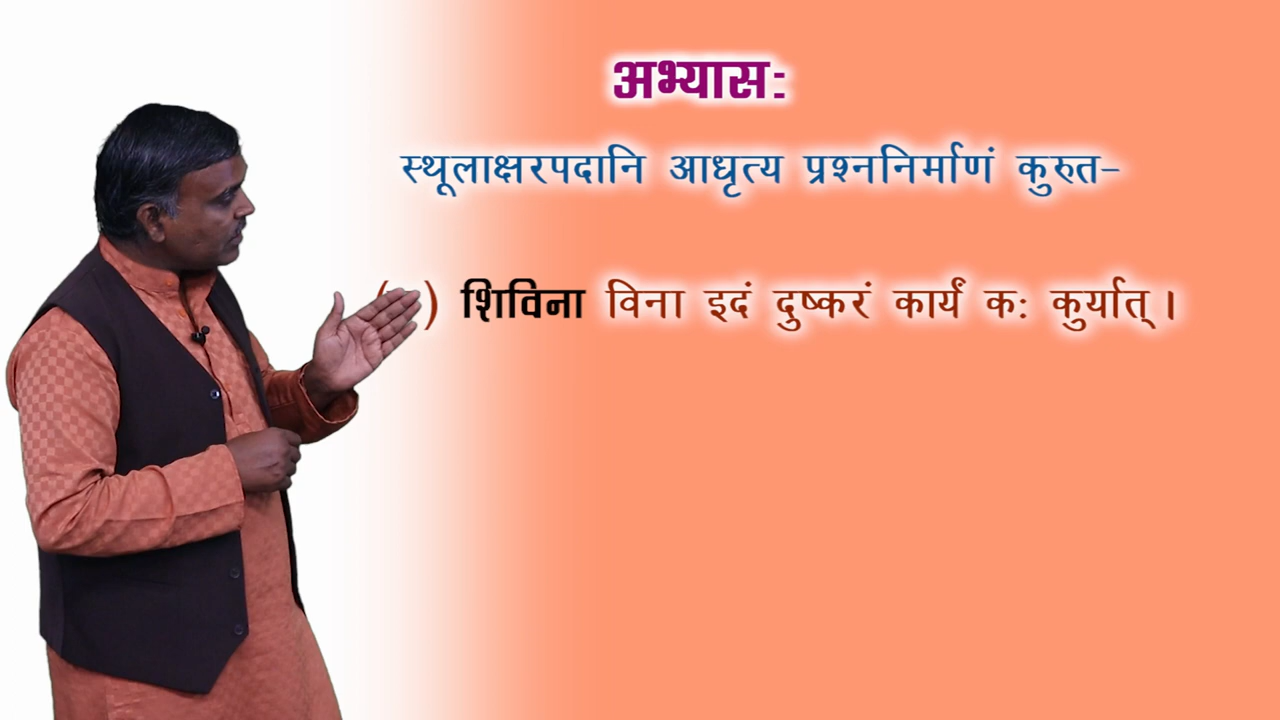 अभ्यासः
स्थूलाक्षरपदानि आधृत्य प्रश्ननिर्माणं कुरुत-
) शिविना विना इदं दुष्करं कार्यं कः कुर्यात् ।